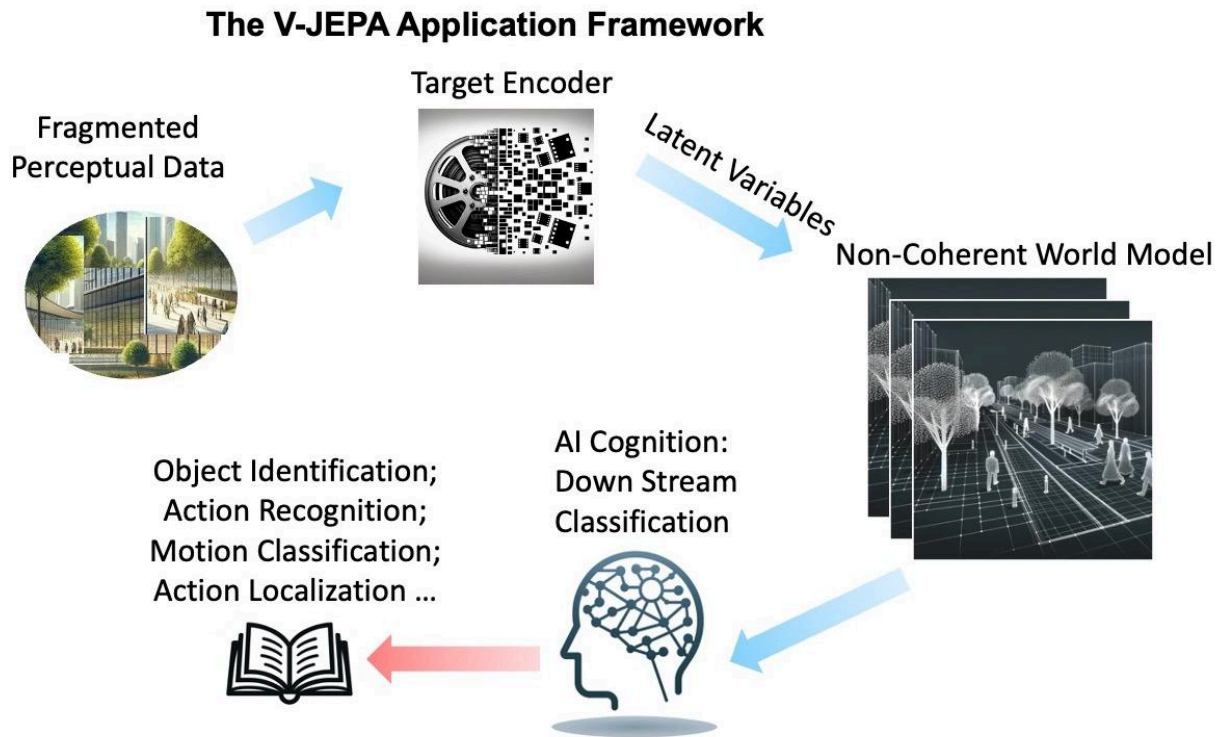 The V-JEPA Application Framework
Target Encoder
Fragmented
Perceptual Data
Latent Variables
Non-Coherent World Model
AI Cognition:
Down Stream
Classification
Object Identification;
Action Recognition;
Motion Classification;
Action Localization ...